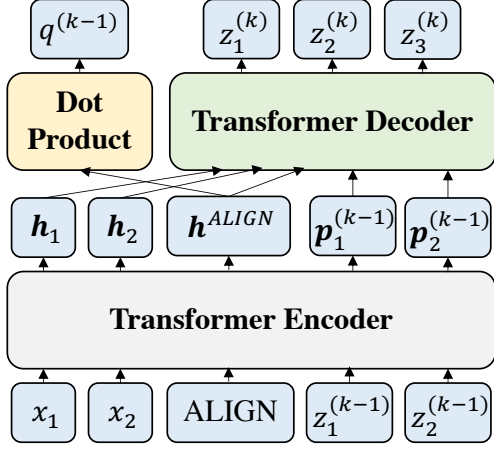 q^{(k-1)} z_1^{(k)} z_2^{(k)} z_3^{(k)}
Dot
Product
Transformer Decoder
h_1 h_2 h^{ALIGN} p_1^{(k-1)} p_2^{(k-1)}
Transformer Encoder
x_1 x_2 ALIGN z_1^{(k-1)} z_2^{(k-1)}